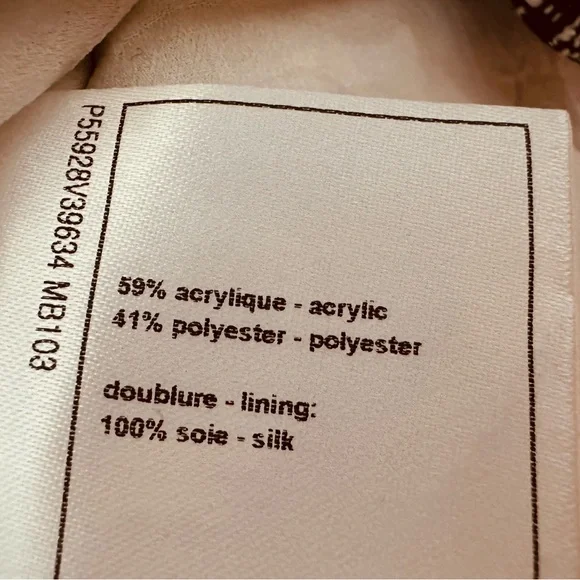 P55928V39634 MB103
59% acrylique - acrylic
41% polyester - polyester
doublure - lining:
100% soie - silk